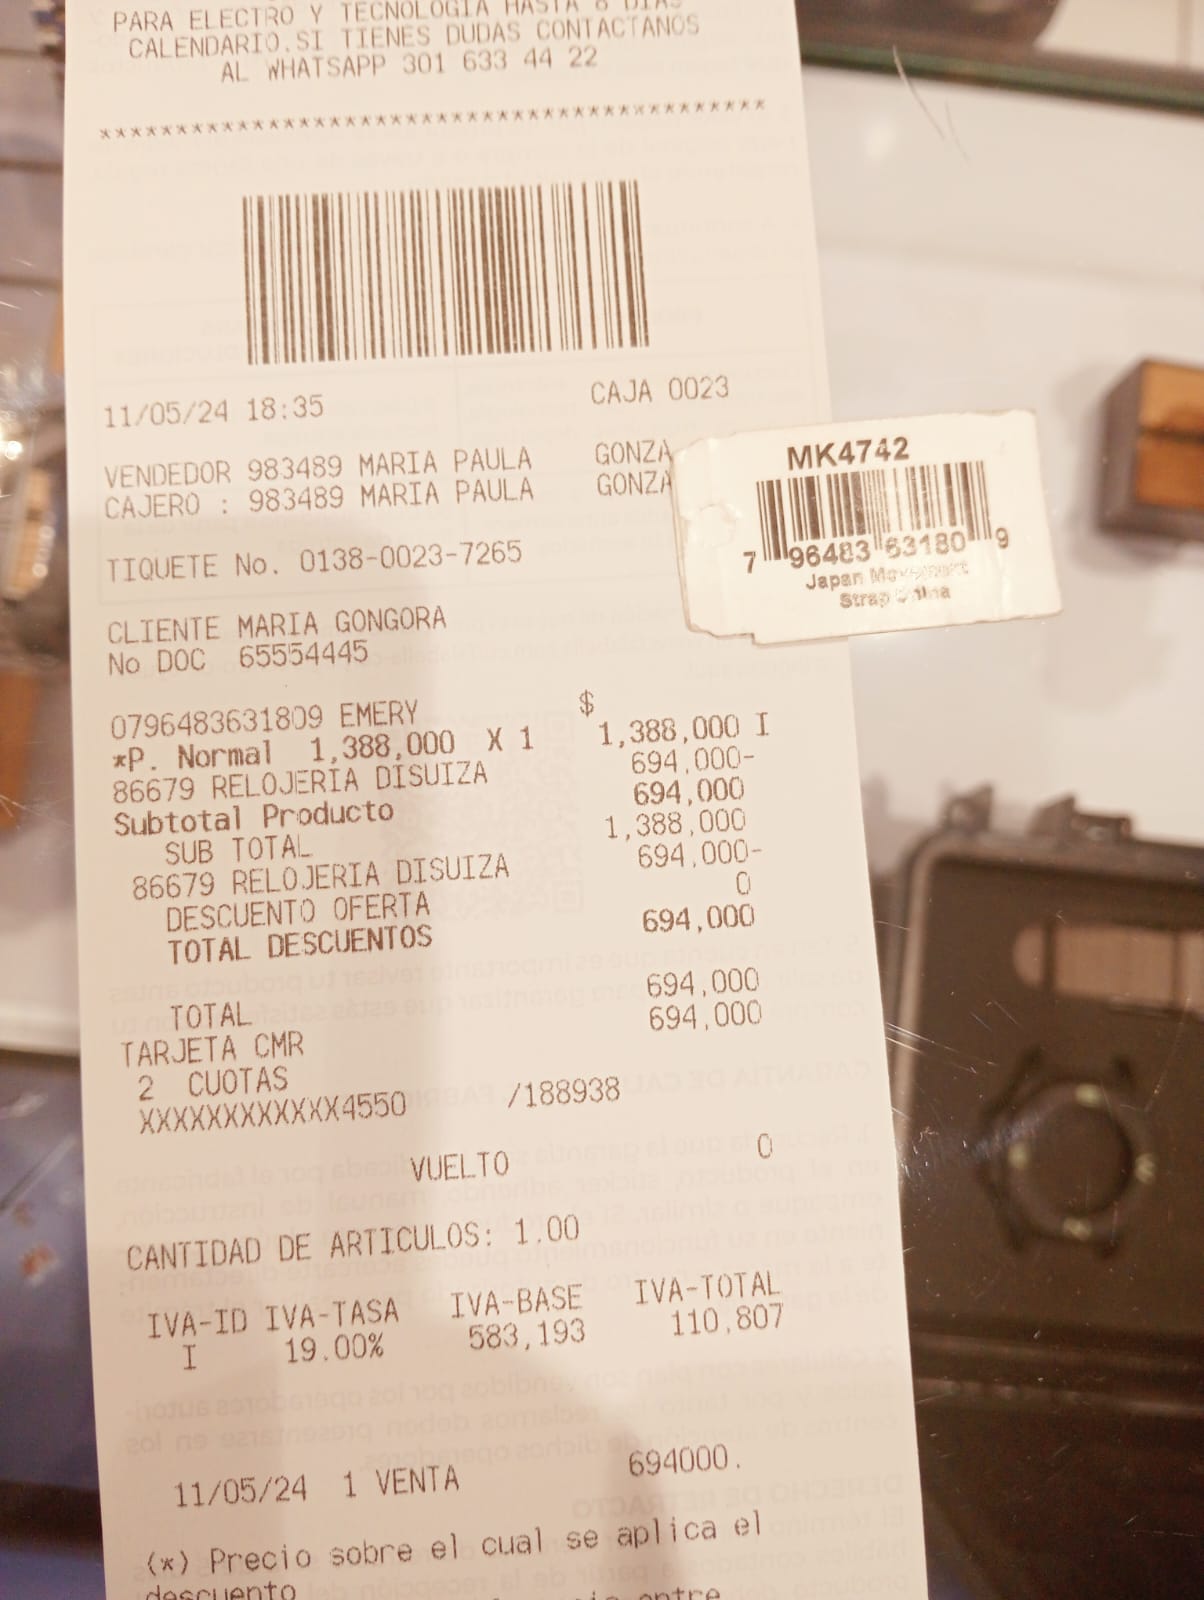 PARA ELECTRO Y TECNOLOGIA HASTA 8 DIAS
CALENDARIO.SI TIENES DUDAS CONTACTANOS
AL WHATSAPP 301 633 44 22
******************************************
11/05/24 18:35 CAJA 0023
VENDEDOR 983489 MARIA PAULA GONZA
CAJERO : 983489 MARIA PAULA GONZA
TIQUETE No. 0138-0023-7265
CLIENTE MARIA GONGORA
No DOC 65554445
0796483631809 EMERY $
*P. Normal 1,388,000 X 1 1,388,000 I
86679 RELOJERIA DISUIZA 694,000-
Subtotal Producto 694,000
SUB TOTAL 1,388,000
86679 RELOJERIA DISUIZA 694,000-
DESCUENTO OFERTA 0
TOTAL DESCUENTOS 694,000
TOTAL 694,000
TARJETA CMR 694,000
2 CUOTAS
XXXXXXXXXXXX4550 /188938
VUELTO 0
CANTIDAD DE ARTICULOS: 1.00
IVA-ID IVA-TASA IVA-BASE IVA-TOTAL
I 19.00% 583,193 110,807
11/05/24 1 VENTA 694000.
(*) Precio sobre el cual se aplica el
descuento
entre
MK4742
7 96483 63180 9
Japan Movement
Strap China